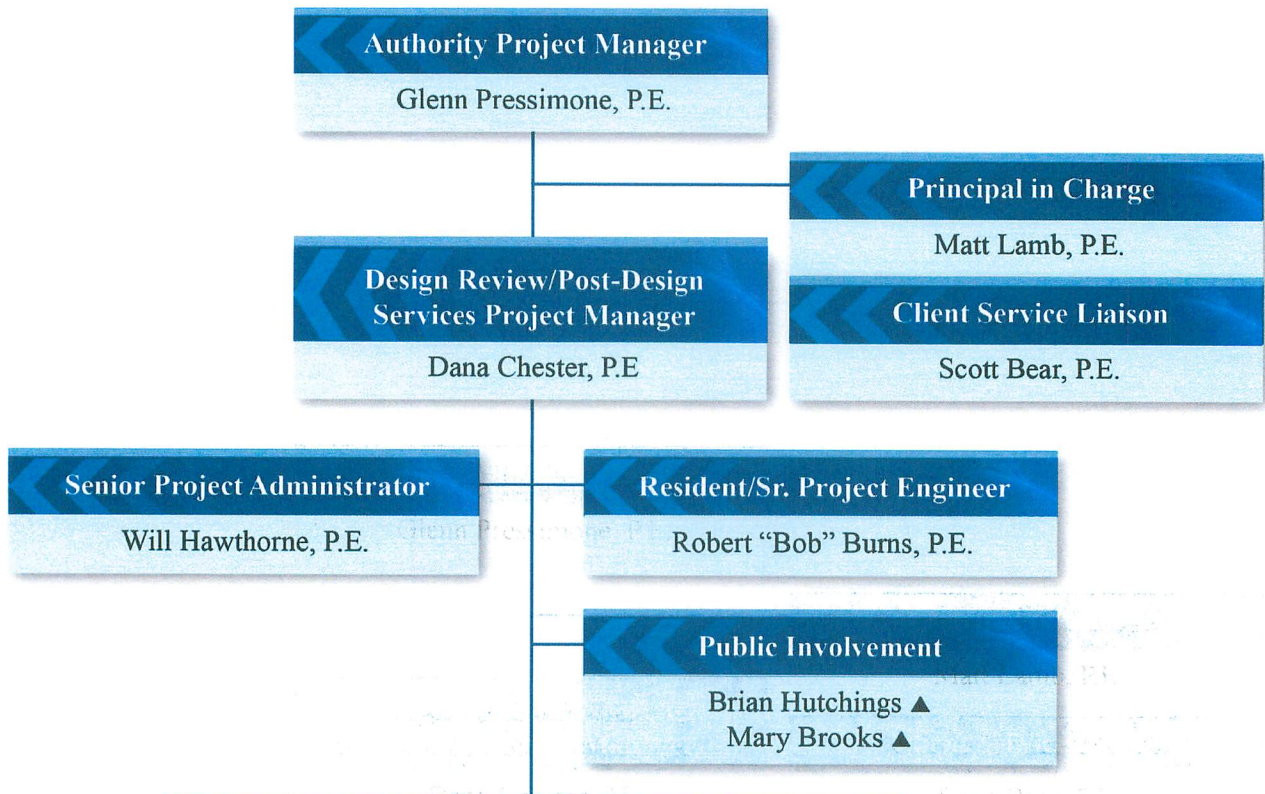 Authority Project Manager
Glenn Pressimone, P.E.
Principal in Charge
Matt Lamb, P.E.
Client Service Liaison
Scott Bear, P.E.
Design Review/Post-Design
Services Project Manager
Dana Chester, P.E
Senior Project Administrator
Will Hawthorne, P.E.
Resident/Sr. Project Engineer
Robert “Bob” Burns, P.E.
Public Involvement
Brian Hutchings ▲
Mary Brooks ▲